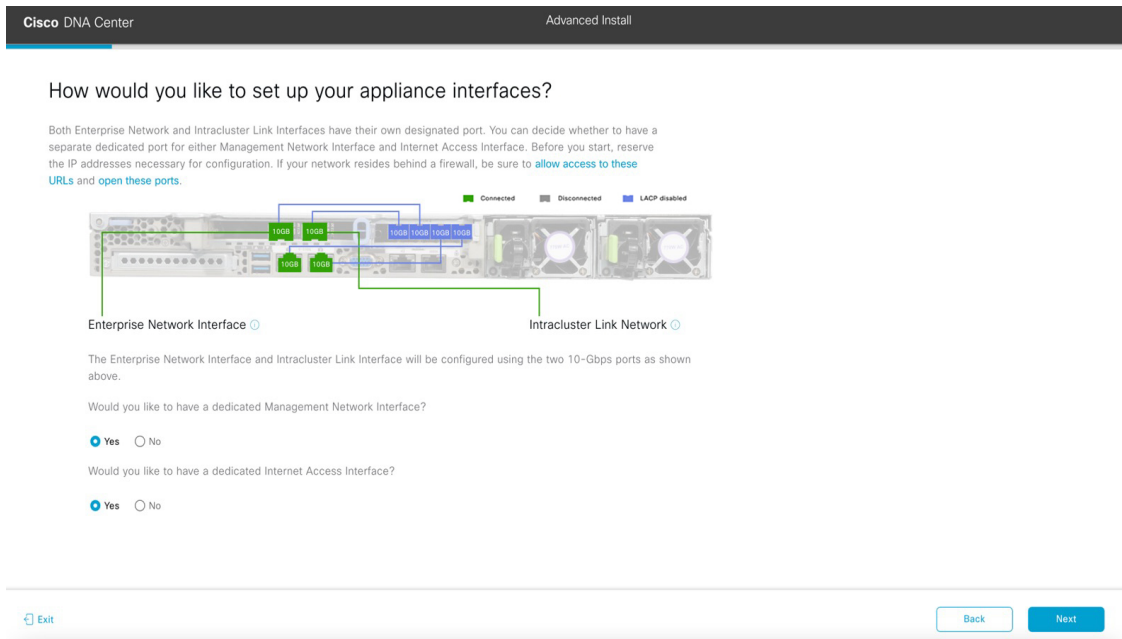 Cisco DNA Center
Advanced Install
How would you like to set up your appliance interfaces?
Both Enterprise Network and Intracluster Link Interfaces have their own designated port. You can decide whether to have a
separate dedicated port for either Management Network Interface and Internet Access Interface. Before you start, reserve
the IP addresses necessary for configuration. If your network resides behind a firewall, be sure to allow access to these
URLs and open these ports.
Connected Disconnected LACP disabled
10GB 10GB 10GB 10GB 10GB 10GB
10GB 10GB
Enterprise Network Interface
Intracluster Link Network
The Enterprise Network Interface and Intracluster Link Interface will be configured using the two 10-Gbps ports as shown
above.
Would you like to have a dedicated Management Network Interface?
Yes No
Would you like to have a dedicated Internet Access Interface?
Yes No
Exit
Back
Next